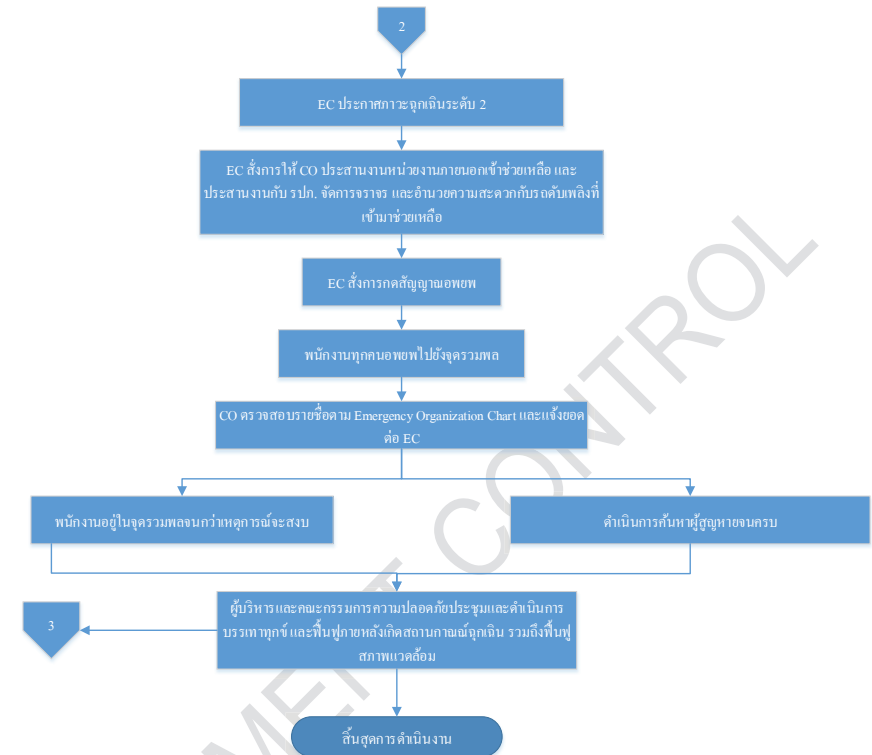 2
EC ประกาศภาวะฉุกเฉินระดับ 2
EC สั่งการให้ CO ประสานงานหน่วยงานภายนอกเข้าช่วยเหลือ และ
ประสานงานกับ รปภ. จัดการจราจร และอำนวยความสะดวกกับรถดับเพลิงที่
เข้ามาช่วยเหลือ
EC สั่งการกดสัญญาณอพยพ
พนักงานทุกคนอพยพไปยังจุดรวมพล
CO ตรวจสอบรายชื่อตาม Emergency Organization Chart และแจ้งยอด
ต่อ EC
พนักงานอยู่ในจุดรวมพลจนกว่าเหตุการณ์จะสงบ
ดำเนินการค้นหาผู้สูญหายจนครบ
ผู้บริหารและคณะกรรมการความปลอดภัยประชุมและดำเนินการ
บรรเทาทุกข์ และฟื้นฟูภายหลังเกิดสถานกาณณ์ฉุกเฉิน รวมถึงฟื้นฟู
สภาพแวดล้อม
3
สิ้นสุดการดำเนินงาน
MENT CONTROL